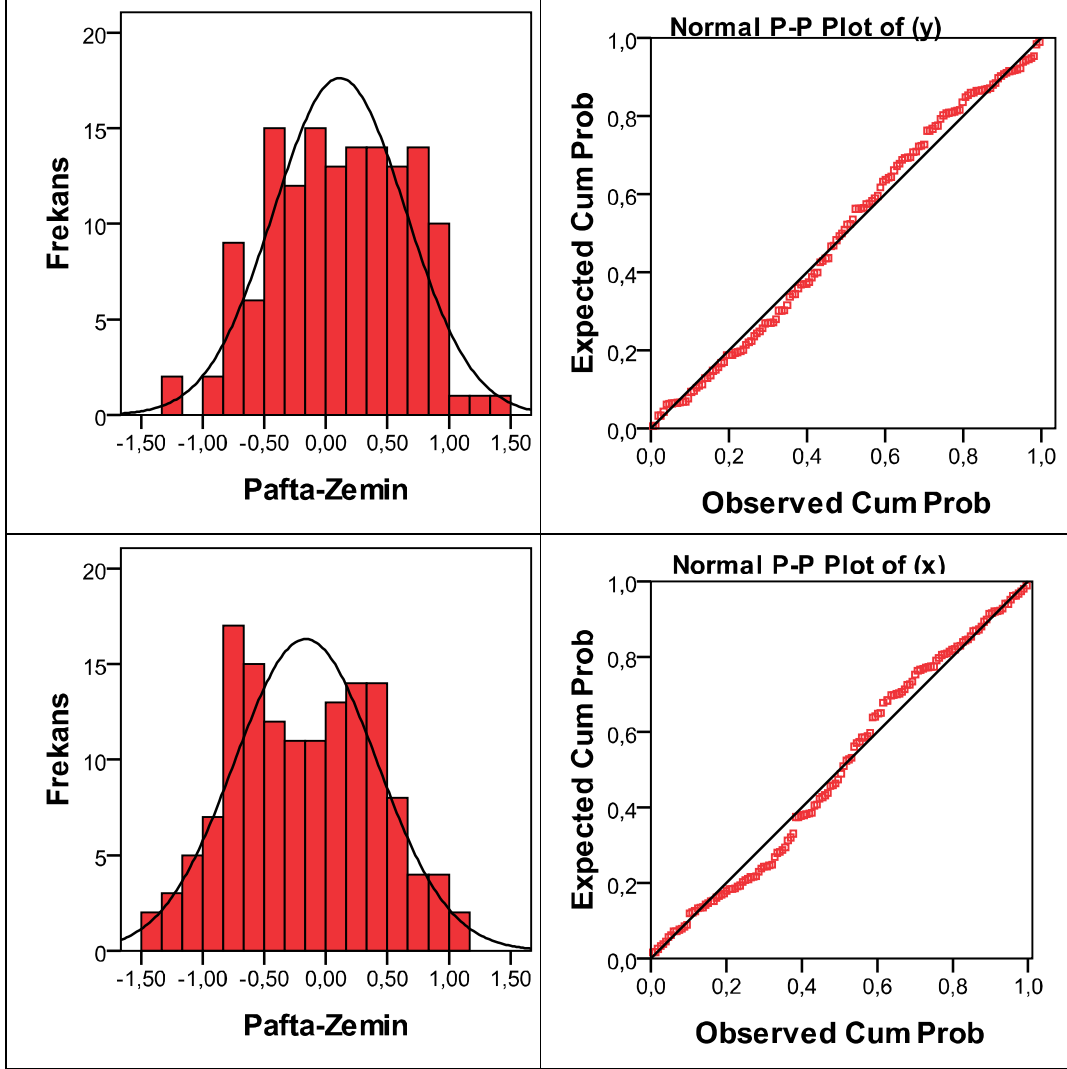 20
15
10
5
0
Frekans
-1,50 -1,00 -0,50 0,00 0,50 1,00 1,50
Pafta-Zemin
Normal P-P Plot of (y)
1,0
0,8
0,6
0,4
0,2
0,0
Expected Cum Prob
0,0 0,2 0,4 0,6 0,8 1,0
Observed Cum Prob
20
15
10
5
0
Frekans
-1,50 -1,00 -0,50 0,00 0,50 1,00 1,50
Pafta-Zemin
Normal P-P Plot of (x)
1,0
0,8
0,6
0,4
0,2
0,0
Expected Cum Prob
0,0 0,2 0,4 0,6 0,8 1,0
Observed Cum Prob